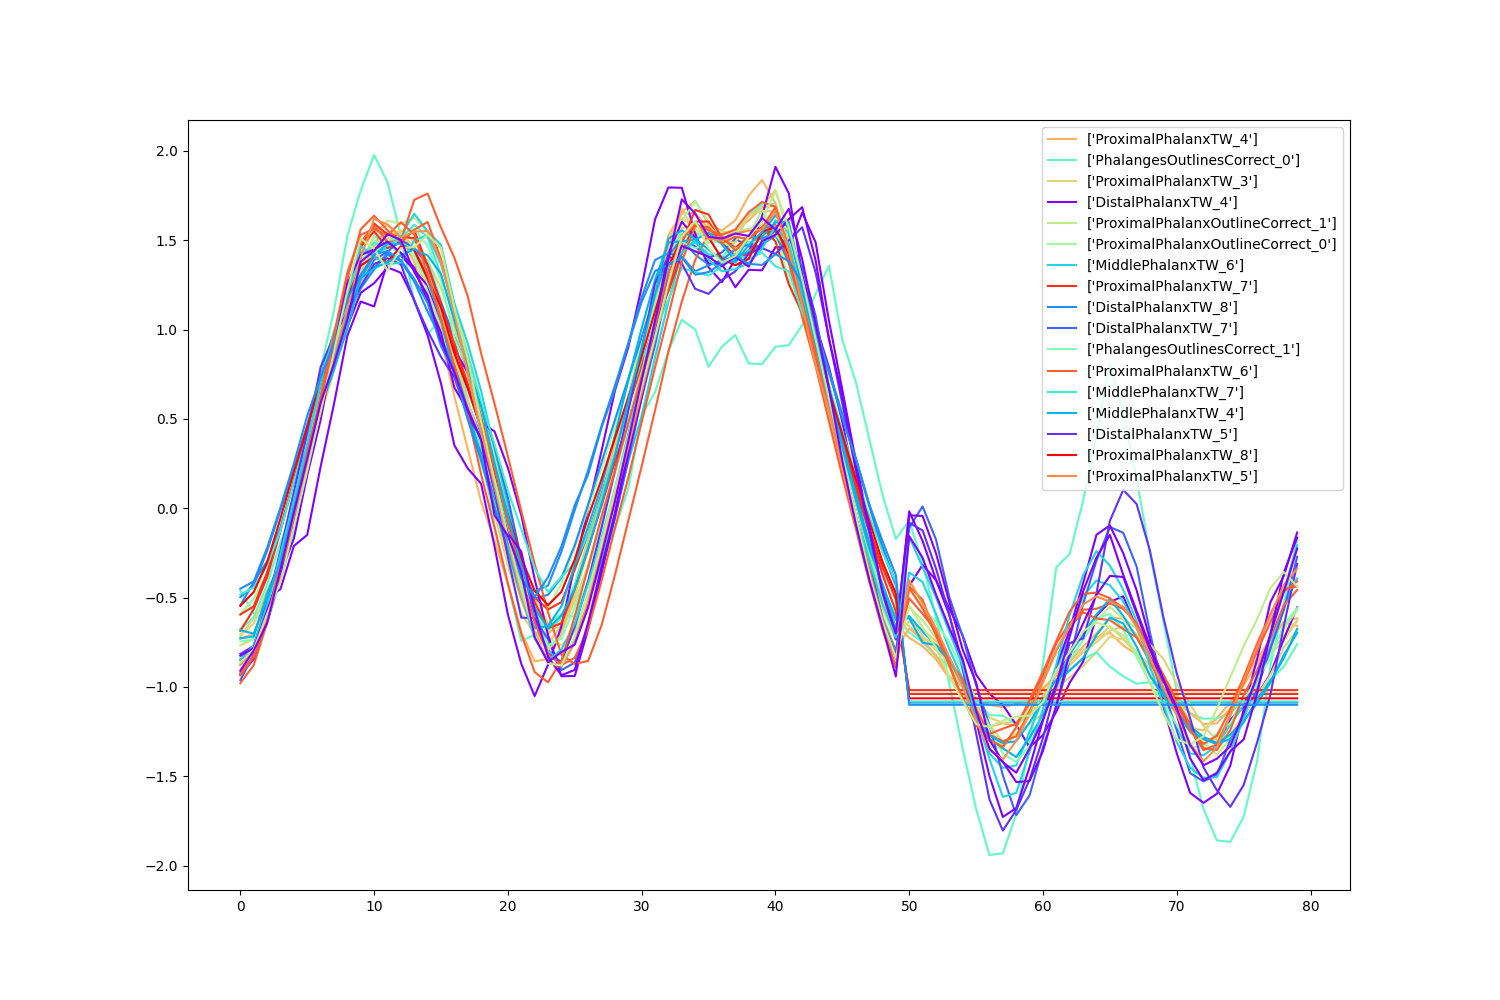 ['ProximalPhalanxTW_4']
['PhalangesOutlinesCorrect_0']
['ProximalPhalanxTW_3']
['DistalPhalanxTW_4']
['ProximalPhalanxOutlineCorrect_1']
['ProximalPhalanxOutlineCorrect_0']
['MiddlePhalanxTW_6']
['ProximalPhalanxTW_7']
['DistalPhalanxTW_8']
['DistalPhalanxTW_7']
['PhalangesOutlinesCorrect_1']
['ProximalPhalanxTW_6']
['MiddlePhalanxTW_7']
['MiddlePhalanxTW_4']
['DistalPhalanxTW_5']
['ProximalPhalanxTW_8']
['ProximalPhalanxTW_5']
2.0
1.5
1.0
0.5
0.0
−0.5
−1.0
−1.5
−2.0
0 10 20 30 40 50 60 70 80